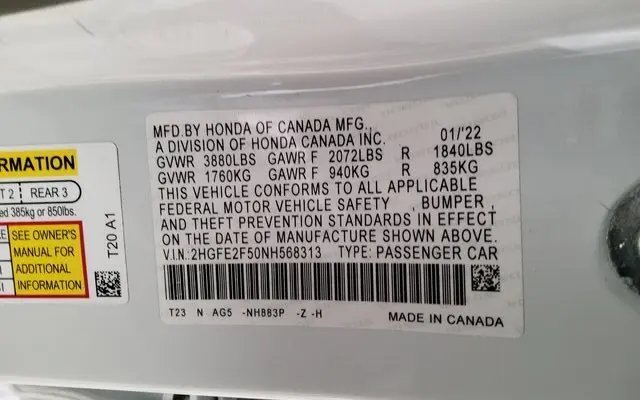 MFD.BY HONDA OF CANADA MFG.,
A DIVISION OF HONDA CANADA INC. 01/'22
GVWR 3880LBS GAWR F 2072LBS R 1840LBS
GVWR 1760KG GAWR F 940KG R 835KG
THIS VEHICLE CONFORMS TO ALL APPLICABLE
FEDERAL MOTOR VEHICLE SAFETY , BUMPER ,
AND THEFT PREVENTION STANDARDS IN EFFECT
ON THE DATE OF MANUFACTURE SHOWN ABOVE.
V.I.N.:2HGFE2F50NH568313 TYPE: PASSENGER CAR
T23 N AG5 -NH883P -Z -H
MADE IN CANADA
RMATION
2 REAR 3
385kg or 850lbs.
SEE OWNER'S
MANUAL FOR
ADDITIONAL
INFORMATION
T20 A1